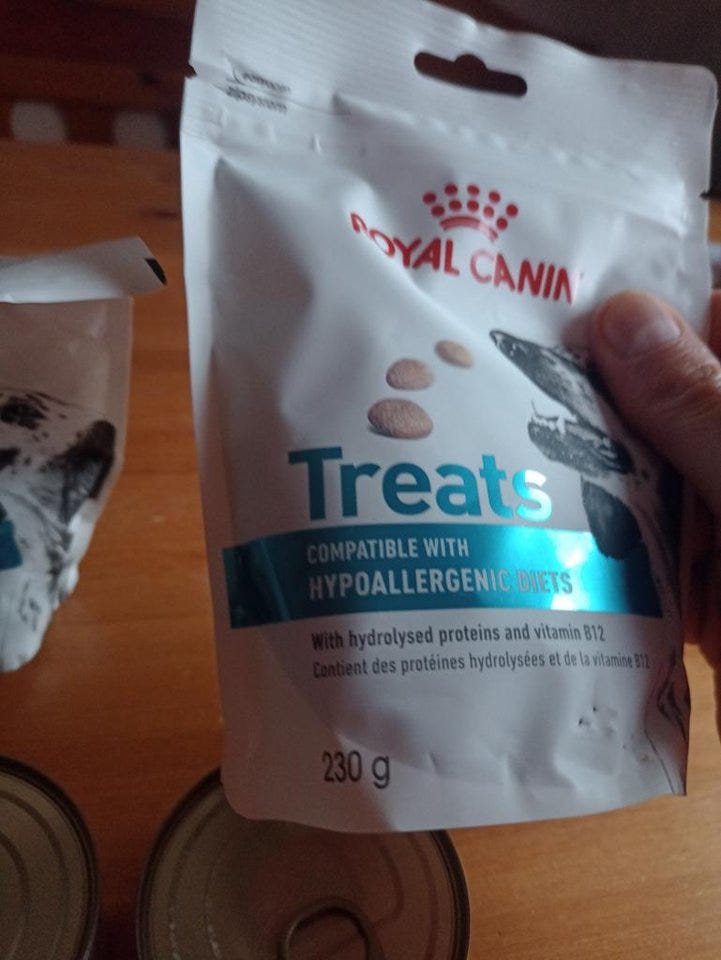 zipsystem
ROYAL CANIN
Treats
COMPATIBLE WITH
HYPOALLERGENIC DIETS
With hydrolysed proteins and vitamin B12
Contient des protéines hydrolysées et de la vitamine B12
230 g